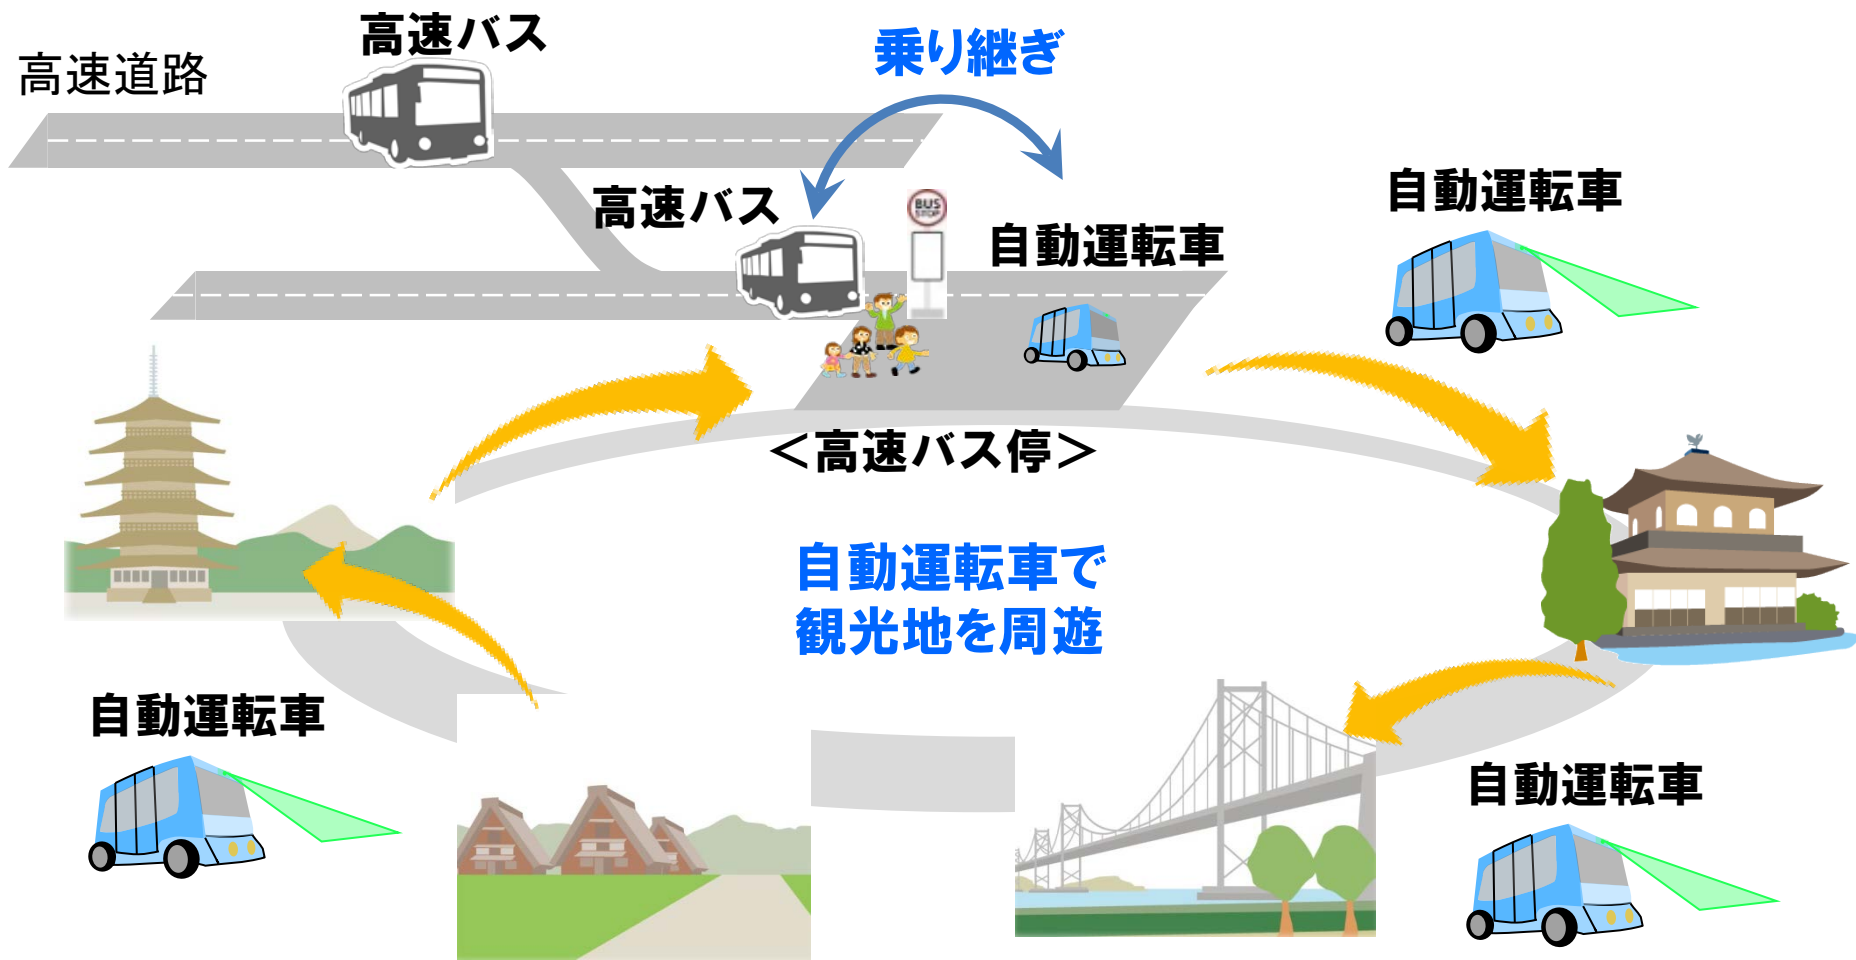 高速バス
高速道路
乗り継ぎ
高速バス
BUS
STOP
自動運転車
自動運転車
＜高速バス停＞
自動運転車で
観光地を周遊
自動運転車
自動運転車